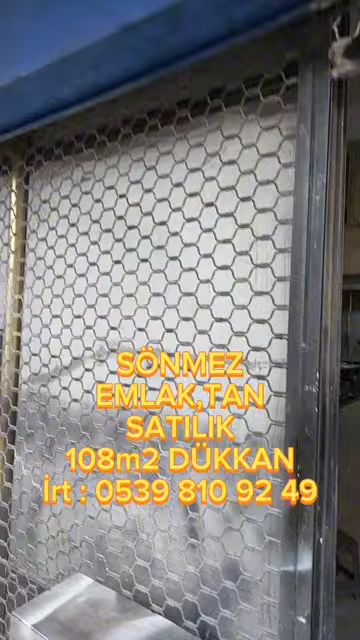 SÖNMEZ
EMLAK,TAN
SATILIK
108m2 DÜKKAN
İrt : 0539 810 92 49